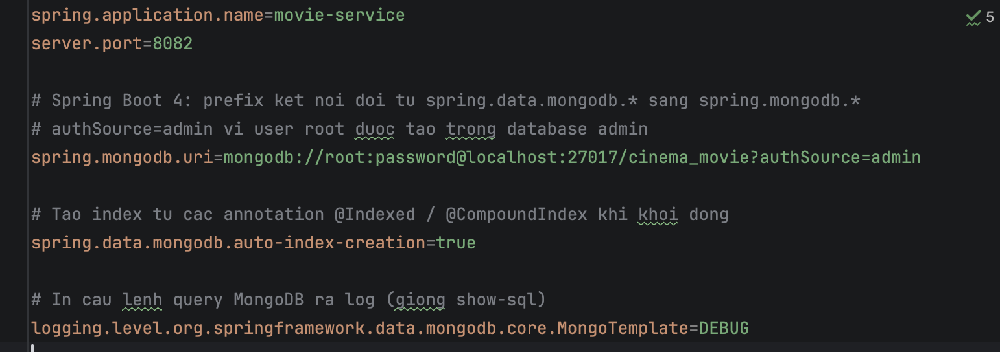 spring.application.name=movie-service
5
server.port=8082
# Spring Boot 4: prefix ket noi doi tu spring.data.mongodb.* sang spring.mongodb.*
# authSource=admin vi user root duoc tao trong database admin
spring.mongodb.uri=mongodb://root:password@localhost:27017/cinema_movie?authSource=admin
# Tao index tu cac annotation @Indexed / @CompoundIndex khi khoi dong
spring.data.mongodb.auto-index-creation=true
# In cau lenh query MongoDB ra log (giong show-sql)
logging.level.org.springframework.data.mongodb.core.MongoTemplate=DEBUG